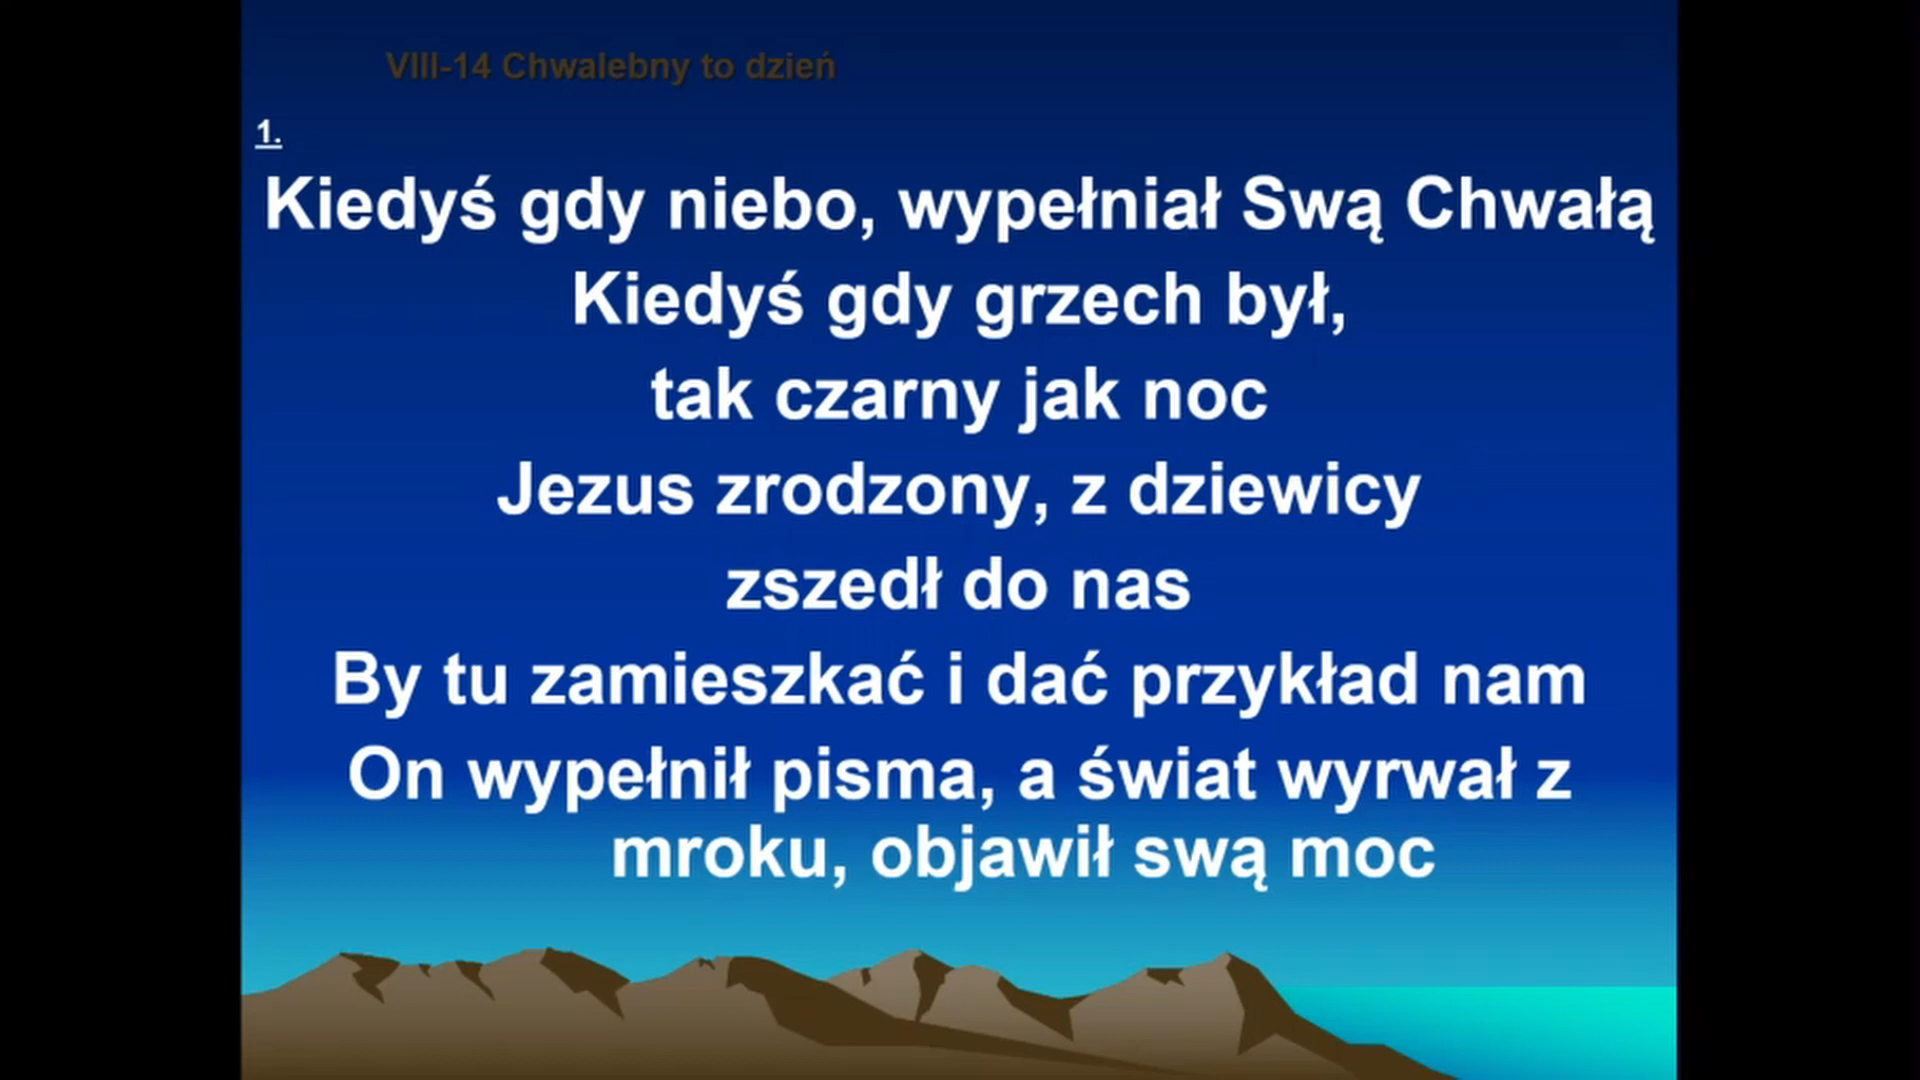 VIII-14 Chwalebny to dzień
1.
Kiedyś gdy niebo, wypełniał Swą Chwałą
Kiedyś gdy grzech był,
tak czarny jak noc
Jezus zrodzony, z dziewicy
zszedł do nas
By tu zamieszkać i dać przykład nam
On wypełnił pisma, a świat wyrwał z
mroku, objawił swą moc